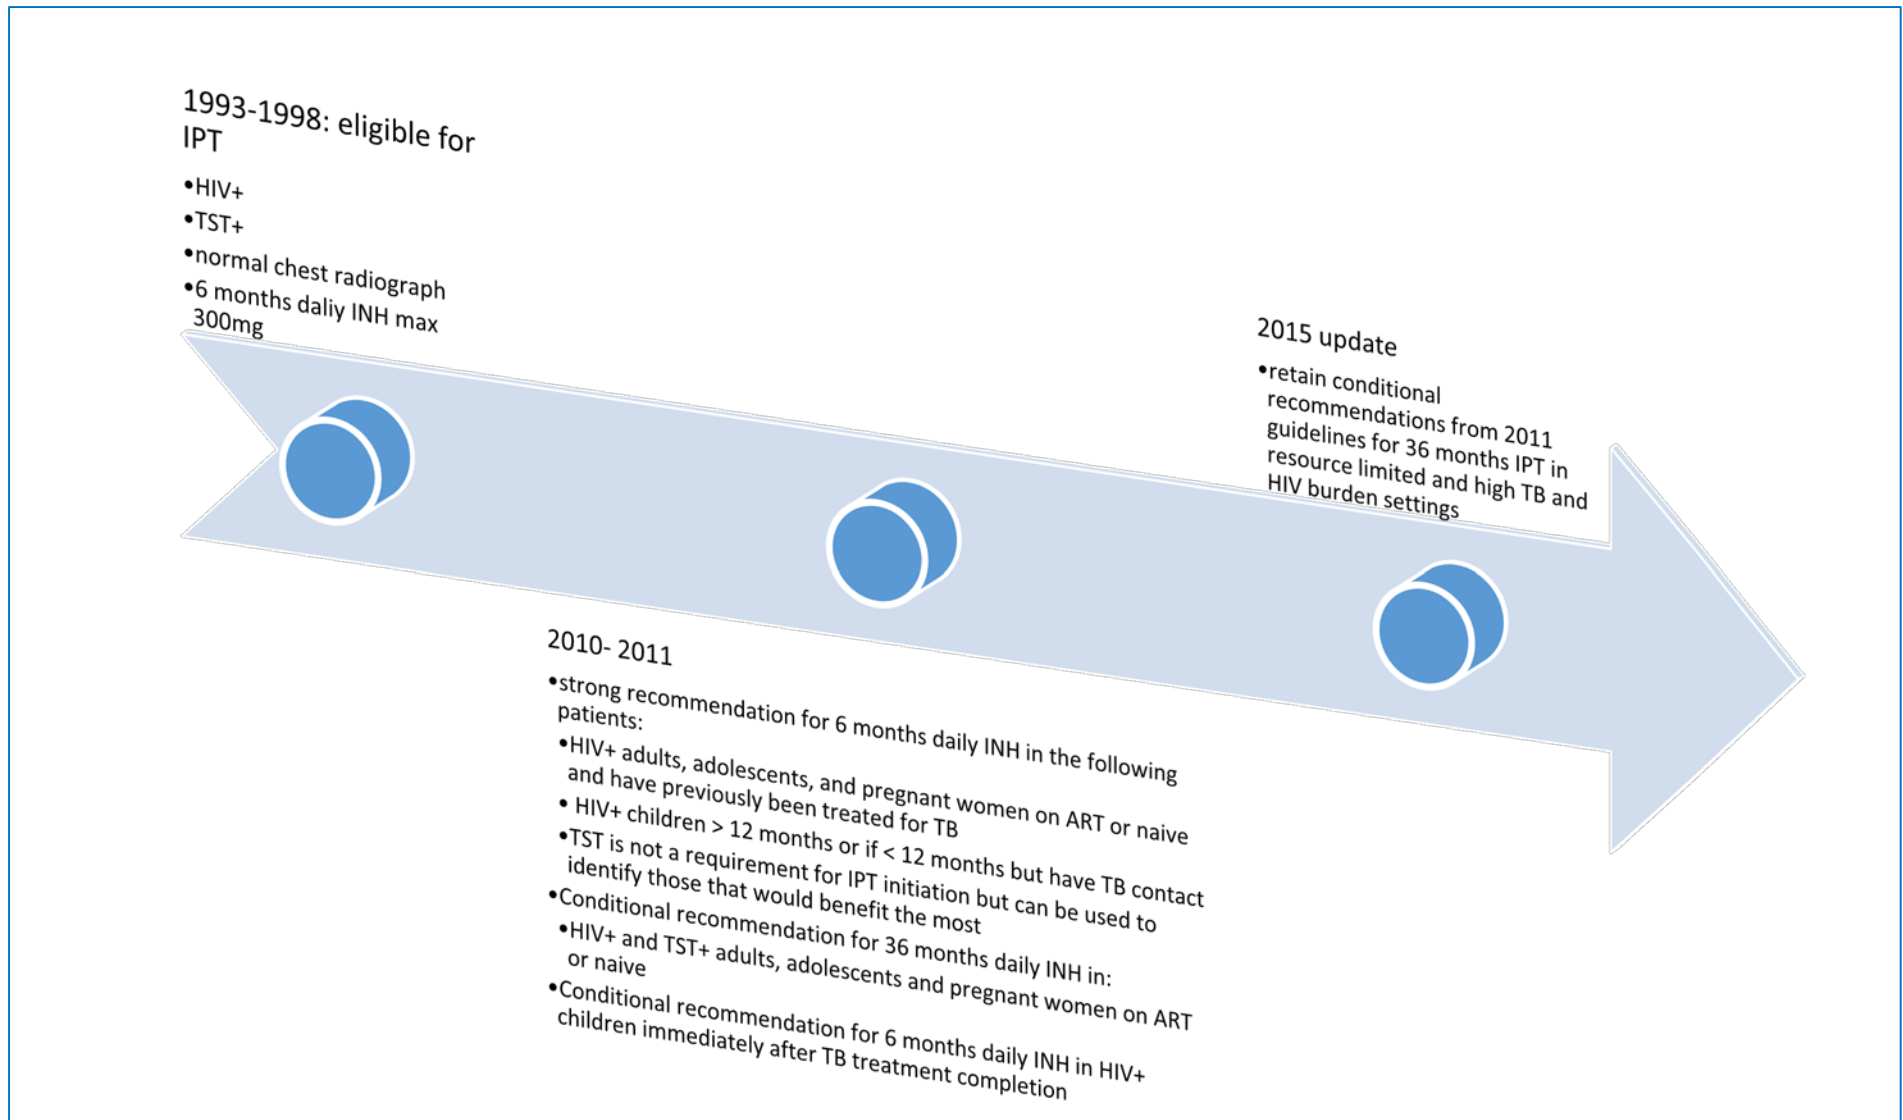 1993-1998: eligible for
IPT
•HIV+
•TST+
•normal chest radiograph
•6 months daliy INH max
300mg
2010- 2011
•strong recommendation for 6 months daily INH in the following
patients:
•HIV+ adults, adolescents, and pregnant women on ART or naive
and have previously been treated for TB
• HIV+ children > 12 months or if < 12 months but have TB contact
•TST is not a requirement for IPT initiation but can be used to
identify those that would benefit the most
•Conditional recommendation for 36 months daily INH in:
•HIV+ and TST+ adults, adolescents and pregnant women on ART
or naive
•Conditional recommendation for 6 months daily INH in HIV+
children immediately after TB treatment completion
2015 update
•retain conditional
recommendations from 2011
guidelines for 36 months IPT in
resource limited and high TB and
HIV burden settings